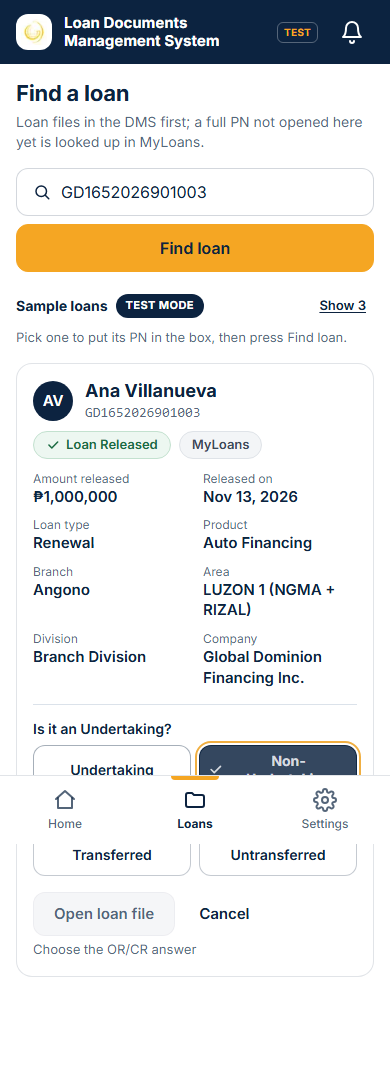 Loan Documents
Management System
TEST
Find a loan
Loan files in the DMS first; a full PN not opened here
yet is looked up in MyLoans.
GD1652026901003
Find loan
Sample loans
TEST MODE
Show 3
Pick one to put its PN in the box, then press Find loan.
AV
Ana Villanueva
GD1652026901003
Loan Released
MyLoans
Amount released
₱1,000,000
Released on
Nov 13, 2026
Loan type
Renewal
Product
Auto Financing
Branch
Angono
Area
LUZON 1 (NGMA +
RIZAL)
Division
Branch Division
Company
Global Dominion
Financing Inc.
Is it an Undertaking?
Undertaking
Non-
Home
Loans
Settings
Transferred
Untransferred
Open loan file
Cancel
Choose the OR/CR answer